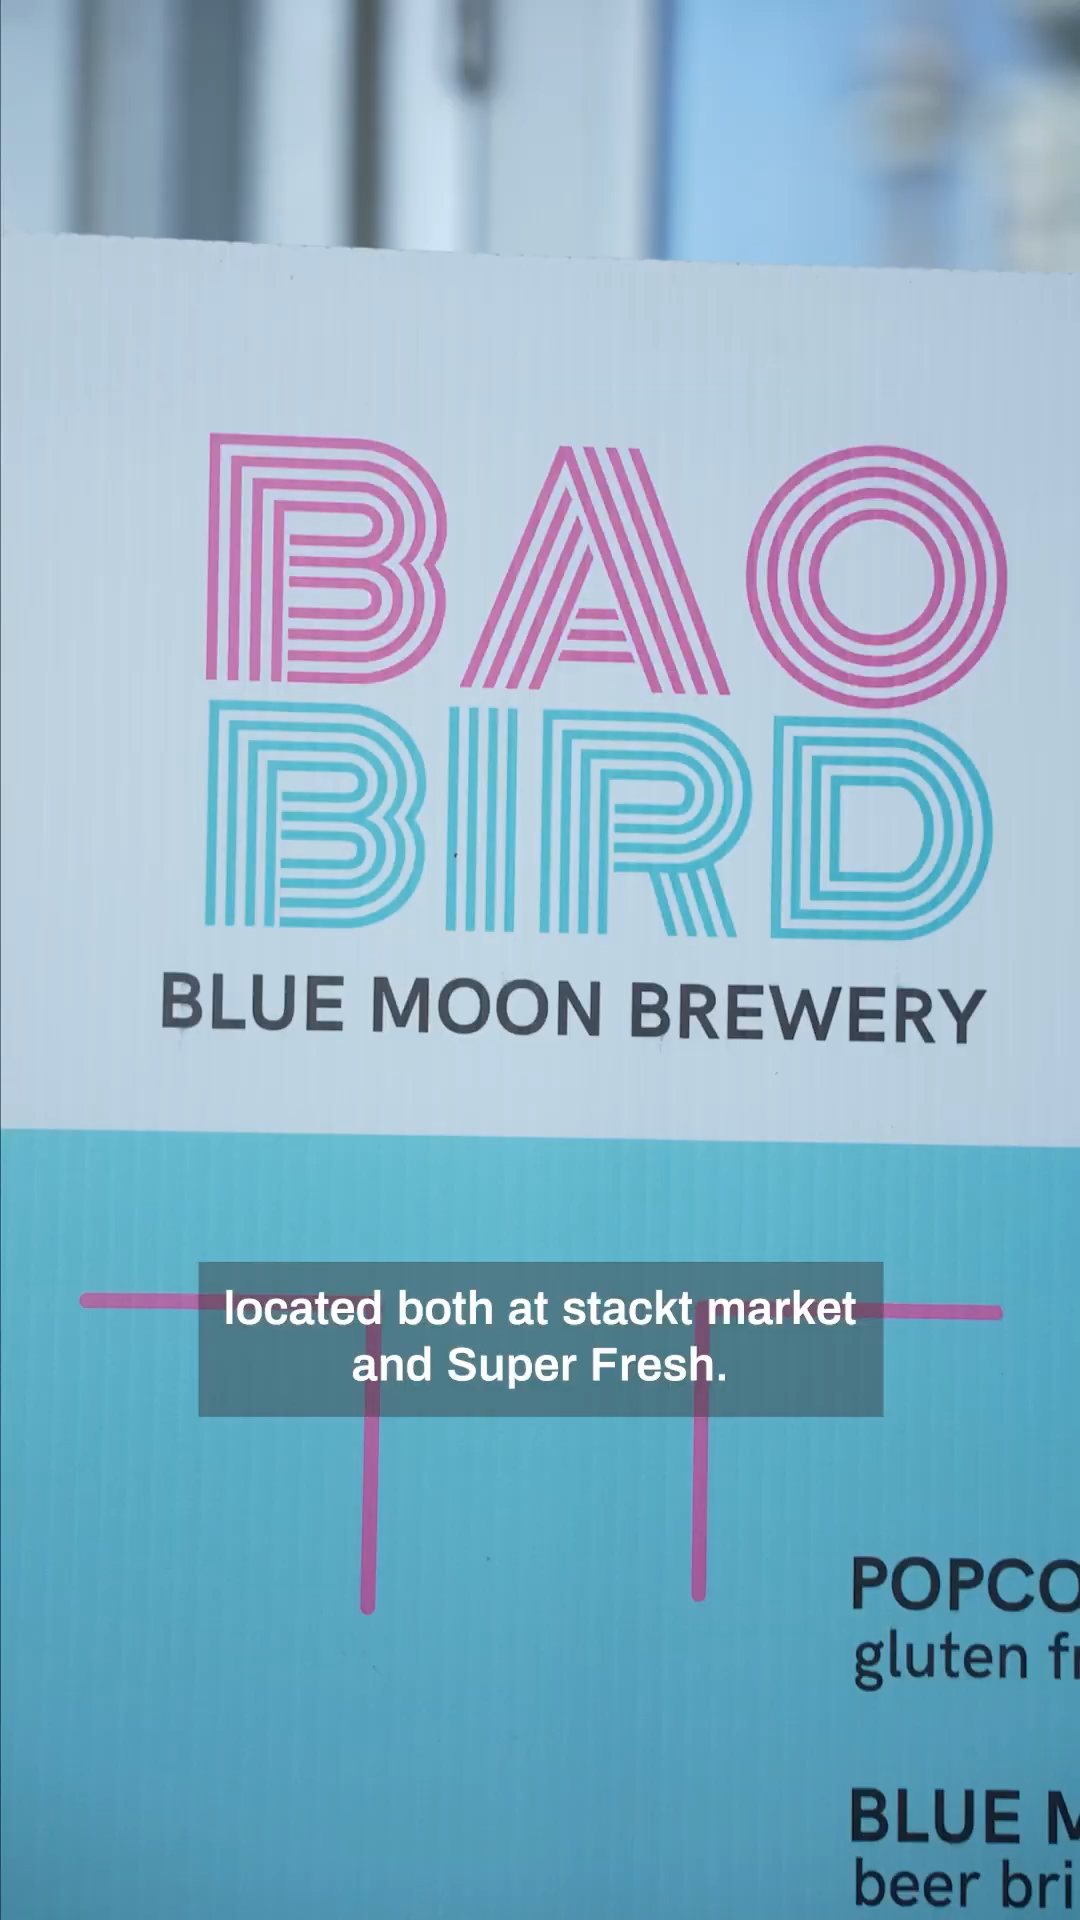 BAO
BIRD
BLUE MOON BREWERY
located both at stackt market
and Super Fresh.
POPCO
gluten fr
BLUE M
beer bri